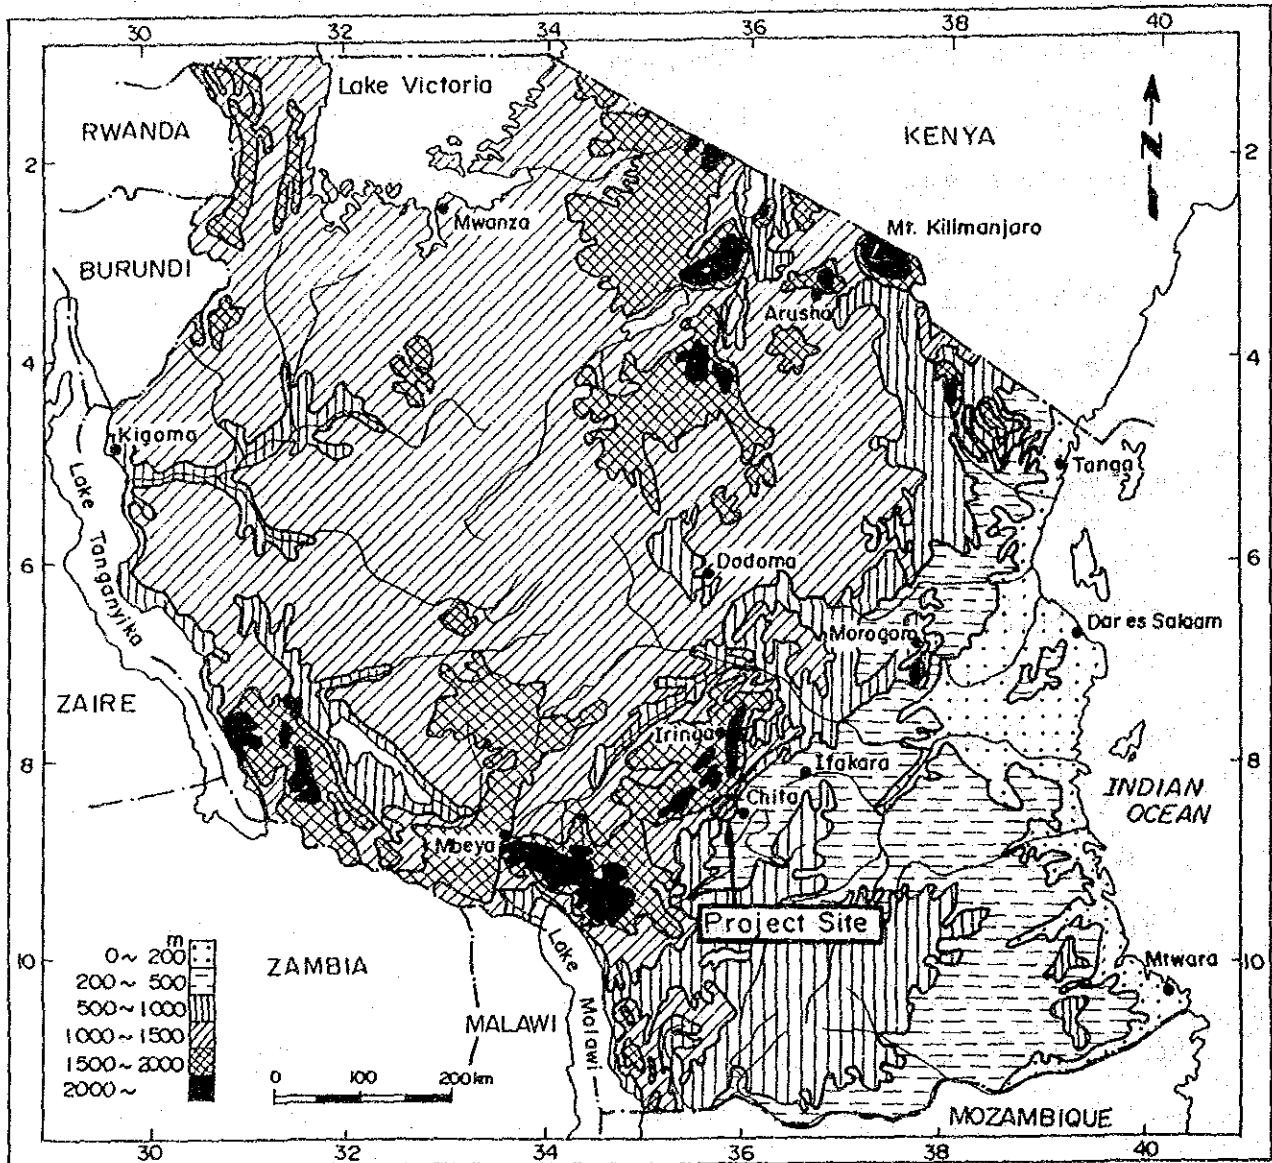 30 32 34 36 38 40
Lake Victoria
RWANDA
KENYA
N
2 2
Mwanza
Mt. Kilimanjaro
BURUNDI
Arusha
4 4
Kigoma
Tanga
Lake Tanganyika
6 6
Dodoma
Dar es Salaam
Morogoro
ZAIRE
Iringa
8 8
Ifakara
INDIAN
OCEAN
Chita
Mbeya
Project Site
m
0~ 200
200~ 500
500~1000
1000~1500
1500~2000
2000~
10 10
ZAMBIA
Lake Malawi
Mtwara
MALAWI
0 100 200km
MOZAMBIQUE
30 32 34 36 38 40